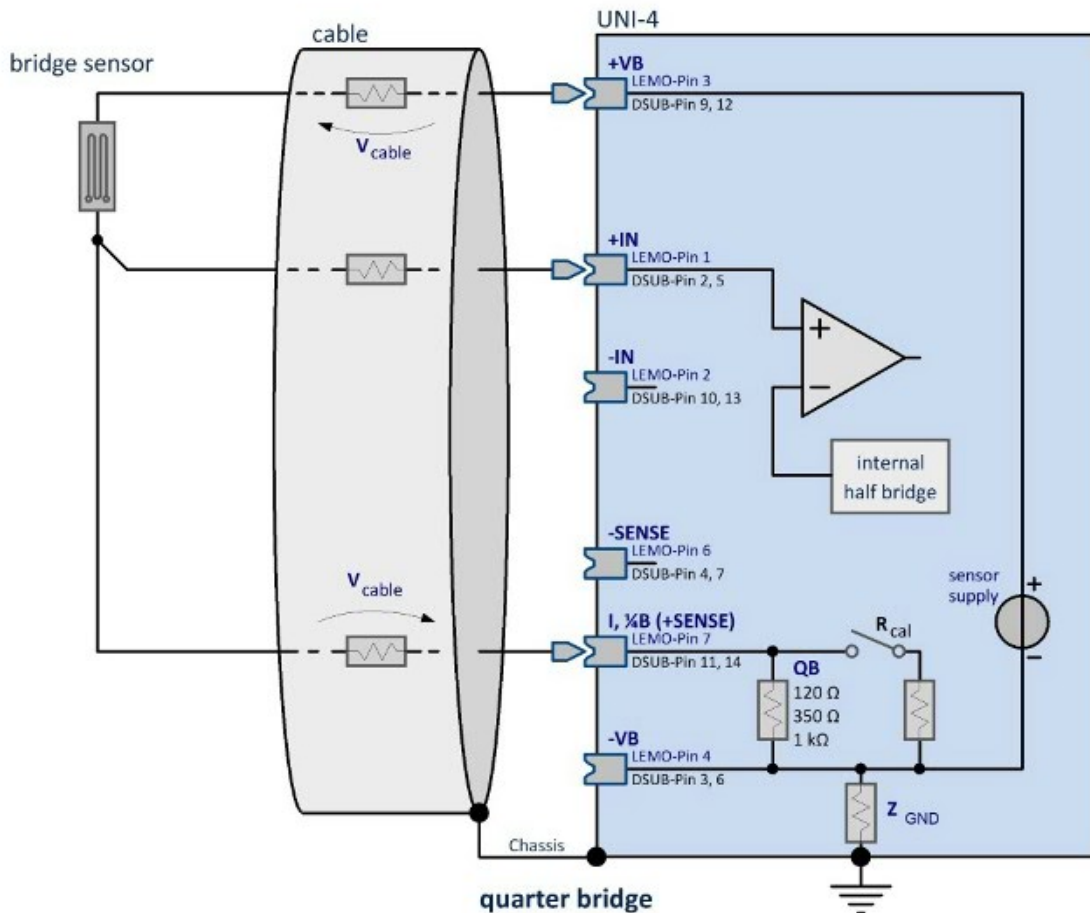 UNI-4
cable
bridge sensor
+VB
LEMO-Pin 3
DSUB-Pin 9, 12
V cable
+IN
LEMO-Pin 1
DSUB-Pin 2, 5
+
-IN
LEMO-Pin 2
DSUB-Pin 10, 13
−
internal
half bridge
-SENSE
LEMO-Pin 6
DSUB-Pin 4, 7
V cable
sensor
supply
+
−
I, ¼B (+SENSE)
LEMO-Pin 7
DSUB-Pin 11, 14
R cal
QB
120 Ω
350 Ω
1 kΩ
-VB
LEMO-Pin 4
DSUB-Pin 3, 6
Z GND
Chassis
quarter bridge